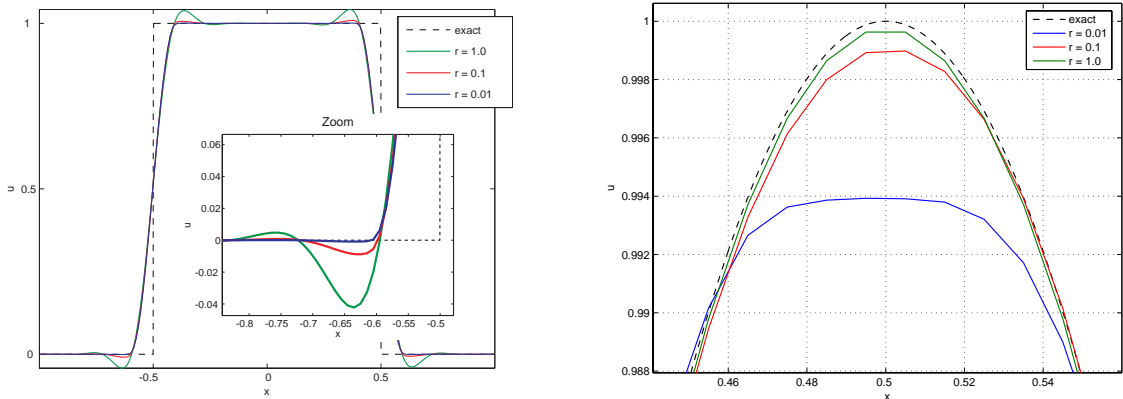 1
0.5
0
u
-0.5
0
0.5
x
exact
r = 1.0
r = 0.1
r = 0.01
Zoom
0.06
0.04
0.02
0
-0.02
-0.04
u
-0.8
-0.75
-0.7
-0.65
-0.6
-0.55
-0.5
x
1
0.998
0.996
0.994
0.992
0.99
0.988
u
0.46
0.48
0.5
0.52
0.54
x
exact
r = 0.01
r = 0.1
r = 1.0